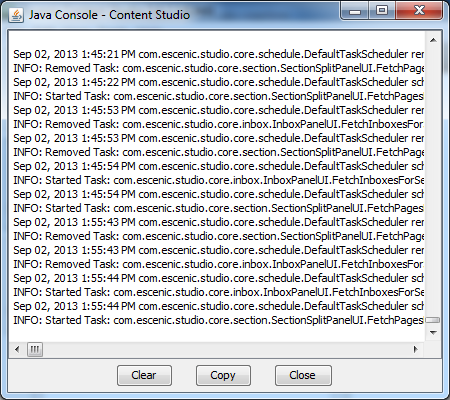 Java Console - Content Studio
Sep 02, 2013 1:45:21 PM com.escenic.studio.core.schedule.DefaultTaskScheduler rem
INFO: Removed Task: com.escenic.studio.core.section.SectionSplitPanelUI.FetchPages
Sep 02, 2013 1:45:22 PM com.escenic.studio.core.schedule.DefaultTaskScheduler sch
INFO: Started Task: com.escenic.studio.core.section.SectionSplitPanelUI.FetchPagesF
Sep 02, 2013 1:45:53 PM com.escenic.studio.core.schedule.DefaultTaskScheduler rem
INFO: Removed Task: com.escenic.studio.core.inbox.InboxPanelUI.FetchInboxesForS
Sep 02, 2013 1:45:53 PM com.escenic.studio.core.schedule.DefaultTaskScheduler rem
INFO: Removed Task: com.escenic.studio.core.section.SectionSplitPanelUI.FetchPage
Sep 02, 2013 1:45:54 PM com.escenic.studio.core.schedule.DefaultTaskScheduler sch
INFO: Started Task: com.escenic.studio.core.inbox.InboxPanelUI.FetchInboxesForSe
Sep 02, 2013 1:45:54 PM com.escenic.studio.core.schedule.DefaultTaskScheduler sch
INFO: Started Task: com.escenic.studio.core.section.SectionSplitPanelUI.FetchPages
Sep 02, 2013 1:55:43 PM com.escenic.studio.core.schedule.DefaultTaskScheduler rem
INFO: Removed Task: com.escenic.studio.core.section.SectionSplitPanelUI.FetchPage
Sep 02, 2013 1:55:43 PM com.escenic.studio.core.schedule.DefaultTaskScheduler rem
INFO: Removed Task: com.escenic.studio.core.inbox.InboxPanelUI.FetchInboxesForS
Sep 02, 2013 1:55:44 PM com.escenic.studio.core.schedule.DefaultTaskScheduler sch
INFO: Started Task: com.escenic.studio.core.inbox.InboxPanelUI.FetchInboxesForSe
Sep 02, 2013 1:55:44 PM com.escenic.studio.core.schedule.DefaultTaskScheduler sch
INFO: Started Task: com.escenic.studio.core.section.SectionSplitPanelUI.FetchPages
Clear Copy Close